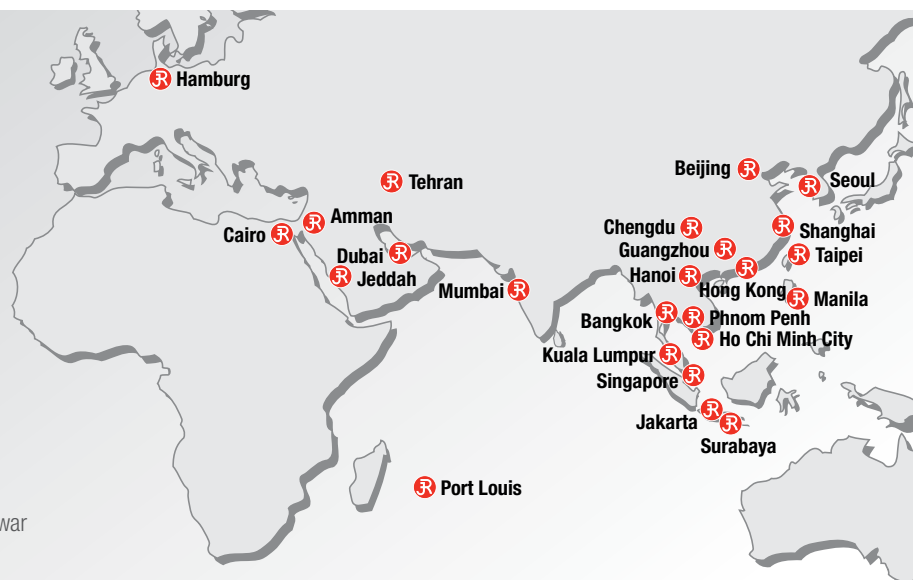 Hamburg
Beijing
Tehran
Seoul
Amman
Chengdu
Shanghai
Cairo
Guangzhou
Dubai
Taipei
Jeddah
Hanoi
Mumbai
Hong Kong
Manila
Bangkok
Phnom Penh
Ho Chi Minh City
Kuala Lumpur
Singapore
Jakarta
Surabaya
Port Louis